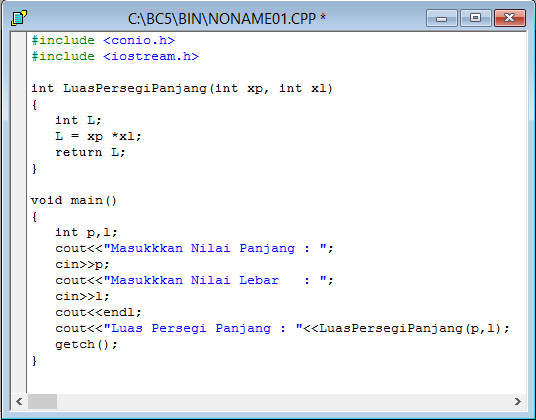 C:\BC5\BIN\NONAME01.CPP *
#include <conio.h>
#include <iostream.h>
int LuasPersegiPanjang(int xp, int xl)
{
int L;
L = xp *xl;
return L;
}
void main()
{
int p,l;
cout<<"Masukkkan Nilai Panjang : ";
cin>>p;
cout<<"Masukkkan Nilai Lebar   : ";
cin>>l;
cout<<endl;
cout<<"Luas Persegi Panjang : "<<LuasPersegiPanjang(p,l);
getch();
}